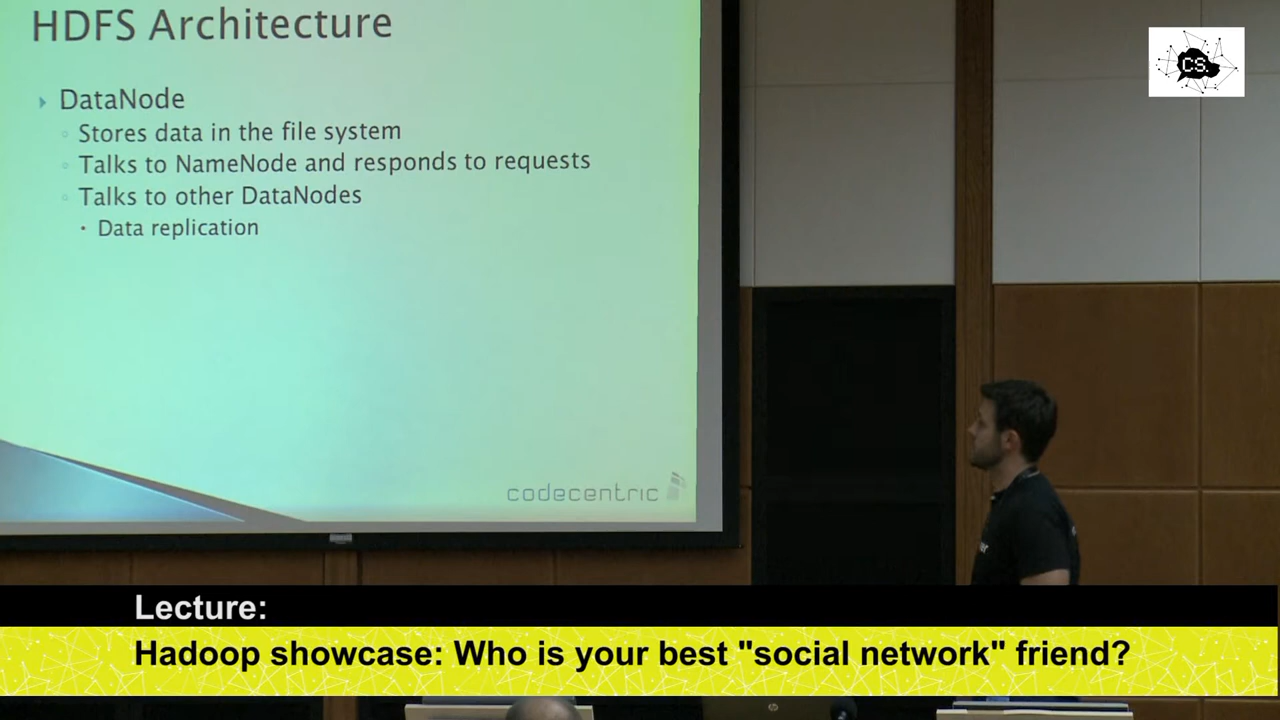 HDFS Architecture
DataNode
Stores data in the file system
Talks to NameNode and responds to requests
Talks to other DataNodes
Data replication
codecentric
CS.
Lecture:
Hadoop showcase: Who is your best "social network" friend?
hp